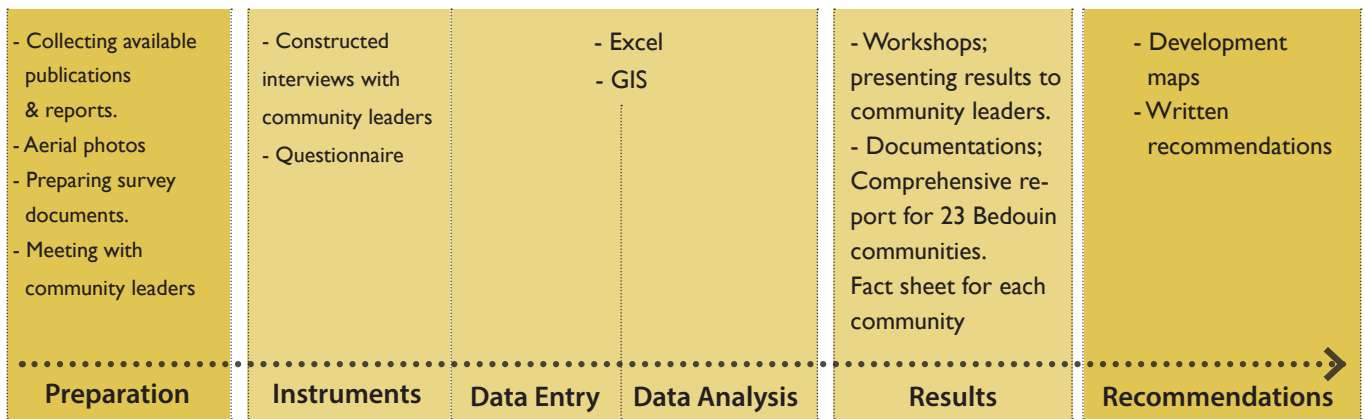 - Collecting available
publications
& reports.
- Aerial photos
- Preparing survey
documents.
- Meeting with
community leaders
Preparation
- Constructed
interviews with
community leaders
- Questionnaire
Instruments
- Excel
- GIS
Data Entry
Data Analysis
- Workshops;
presenting results to
community leaders.
- Documentations;
Comprehensive re-
port for 23 Bedouin
communities.
Fact sheet for each
community
Results
- Development
maps
- Written
recommendations
Recommendations